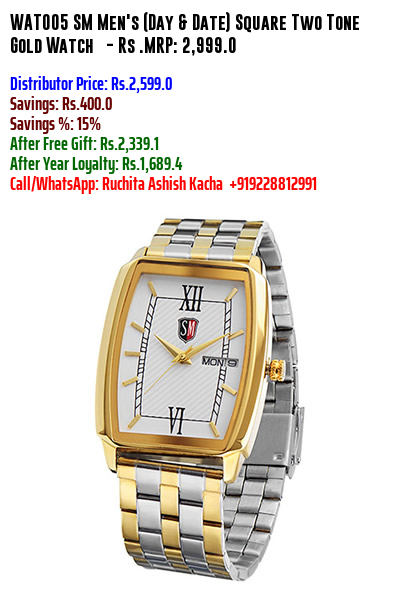 WAT005 SM Men's (Day & Date) Square Two Tone
Gold Watch - Rs .MRP: 2,999.0
Distributor Price: Rs.2,599.0
Savings: Rs.400.0
Savings %: 15%
After Free Gift: Rs.2,339.1
After Year Loyalty: Rs.1,689.4
Call/WhatsApp: Ruchita Ashish Kacha +919228812991
XII
SM
MON 9
VI